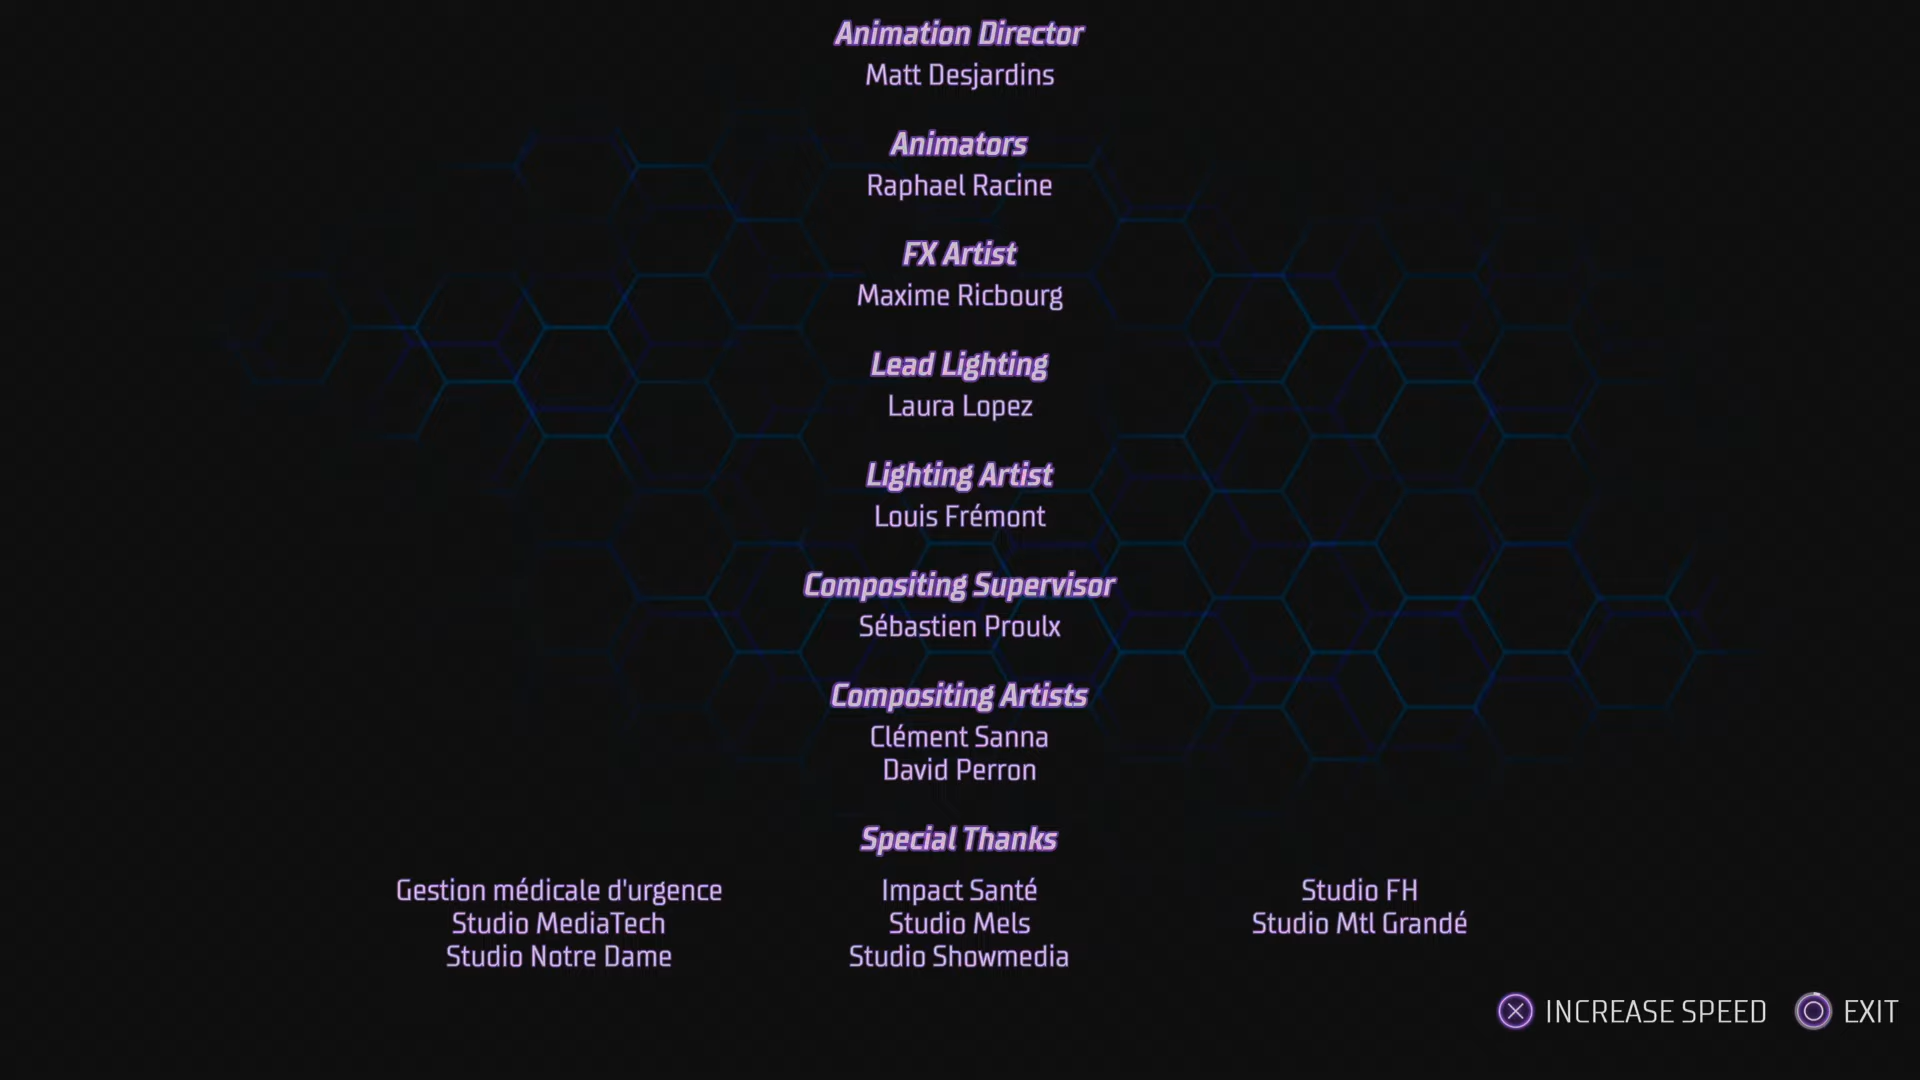 Animation Director
Matt Desjardins
Animators
Raphael Racine
FX Artist
Maxime Ricbourg
Lead Lighting
Laura Lopez
Lighting Artist
Louis Frémont
Compositing Supervisor
Sébastien Proulx
Compositing Artists
Clément Sanna
David Perron
Special Thanks
Gestion médicale d'urgence
Impact Santé
Studio FH
Studio MediaTech
Studio Mels
Studio Mtl Grandé
Studio Notre Dame
Studio Showmedia
INCREASE SPEED
EXIT